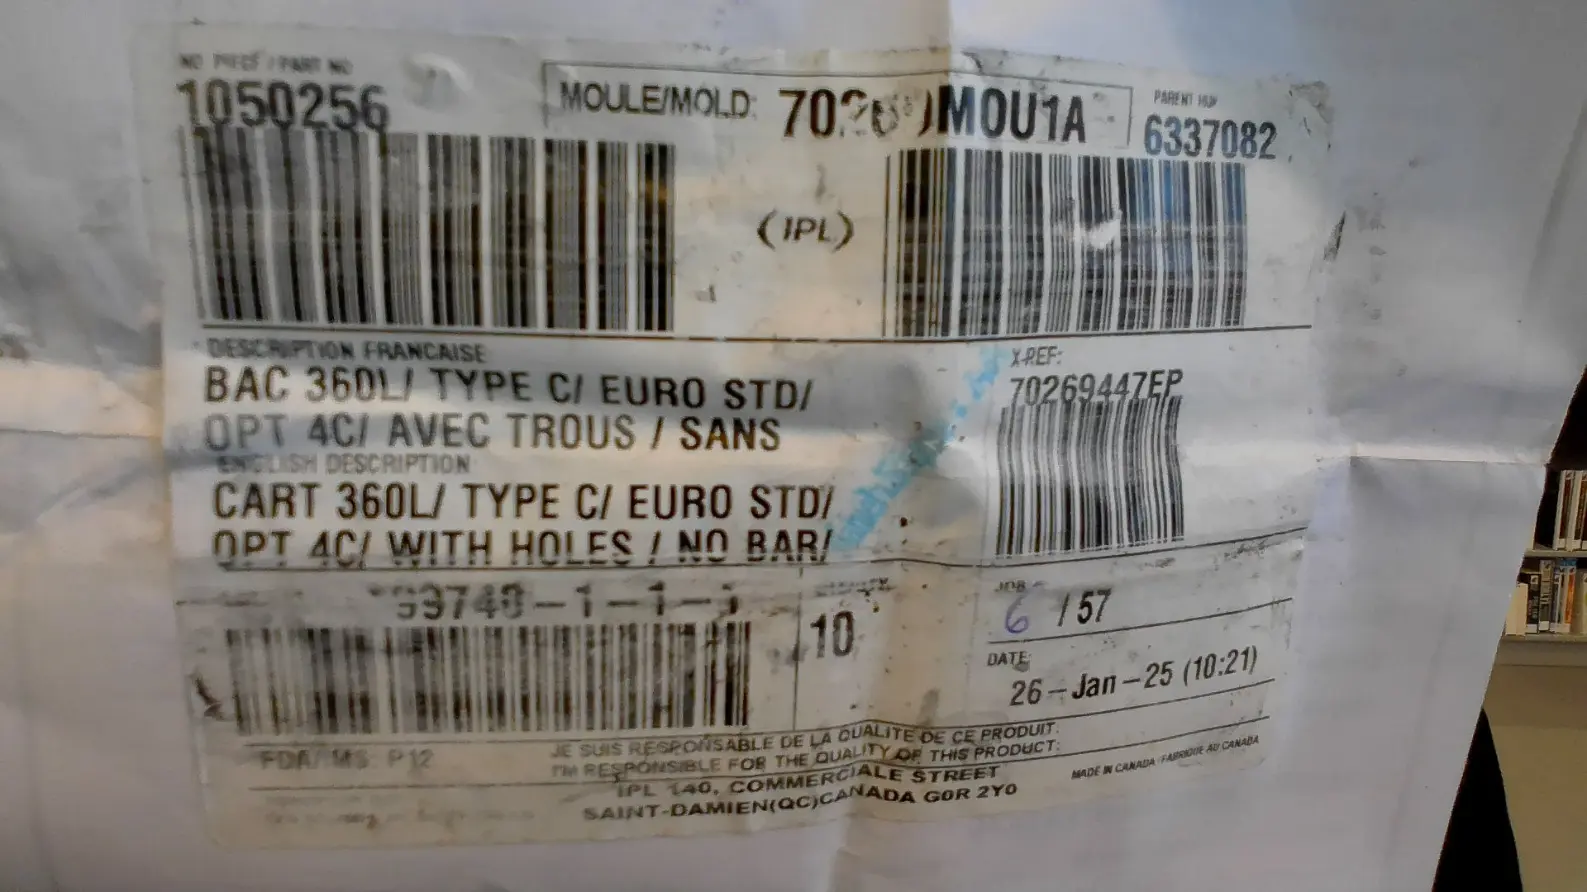 NO PIECE / PART NO
1050256
MOULE/MOLD:
MOU1A
PARENT
6337082
(IPL)
DESCRIPTION FRANCAISE
BAC 360L/ TYPE C/ EURO STD/
OPT 4C/ AVEC TROUS / SANS
ENGLISH DESCRIPTION
CART 360L/ TYPE C/ EURO STD/
OPT 4C/ WITH HOLES / NO BAR/
X-REF:
70269447EP
10
JOB
6 / 57
DATE:
26-Jan-25 (10:21)
P12
JE SUIS RESPONSABLE DE LA QUALITE DE CE PRODUIT:
I'M RESPONSIBLE FOR THE QUALITY OF THIS PRODUCT:
IPL 140, COMMERCIALE STREET
SAINT-DAMIEN(QC)CANADA G0R 2Y0
MADE IN CANADA / FABRIQUE AU CANADA